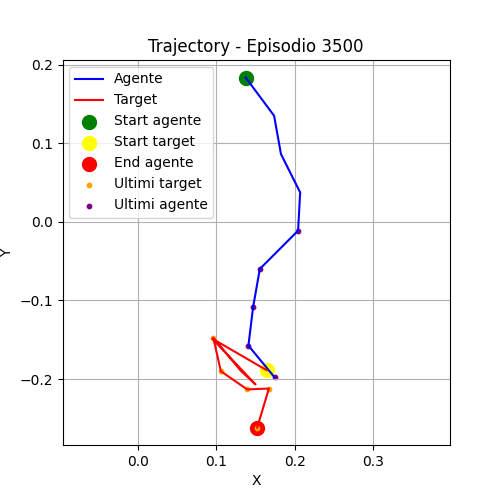 Trajectory - Episodio 3500
0.2
0.1
0.0
−0.1
−0.2
Y
Agente
Target
Start agente
Start target
End agente
Ultimi target
Ultimi agente
0.0 0.1 0.2 0.3
X